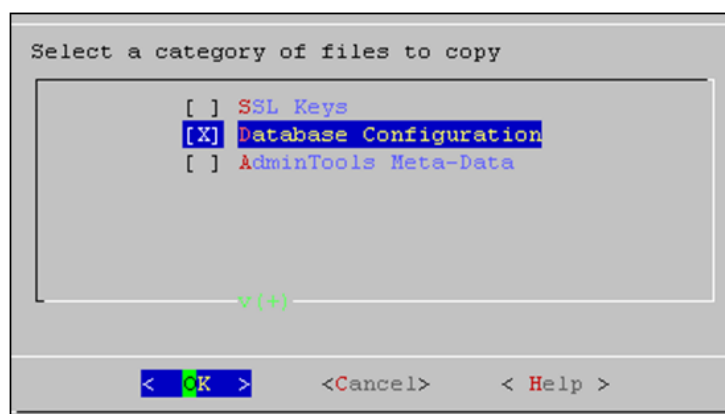 Select a category of files to copy
[ ] SSL Keys
[X] Database Configuration
[ ] AdminTools Meta-Data
v(+)
< OK > <Cancel> < Help >